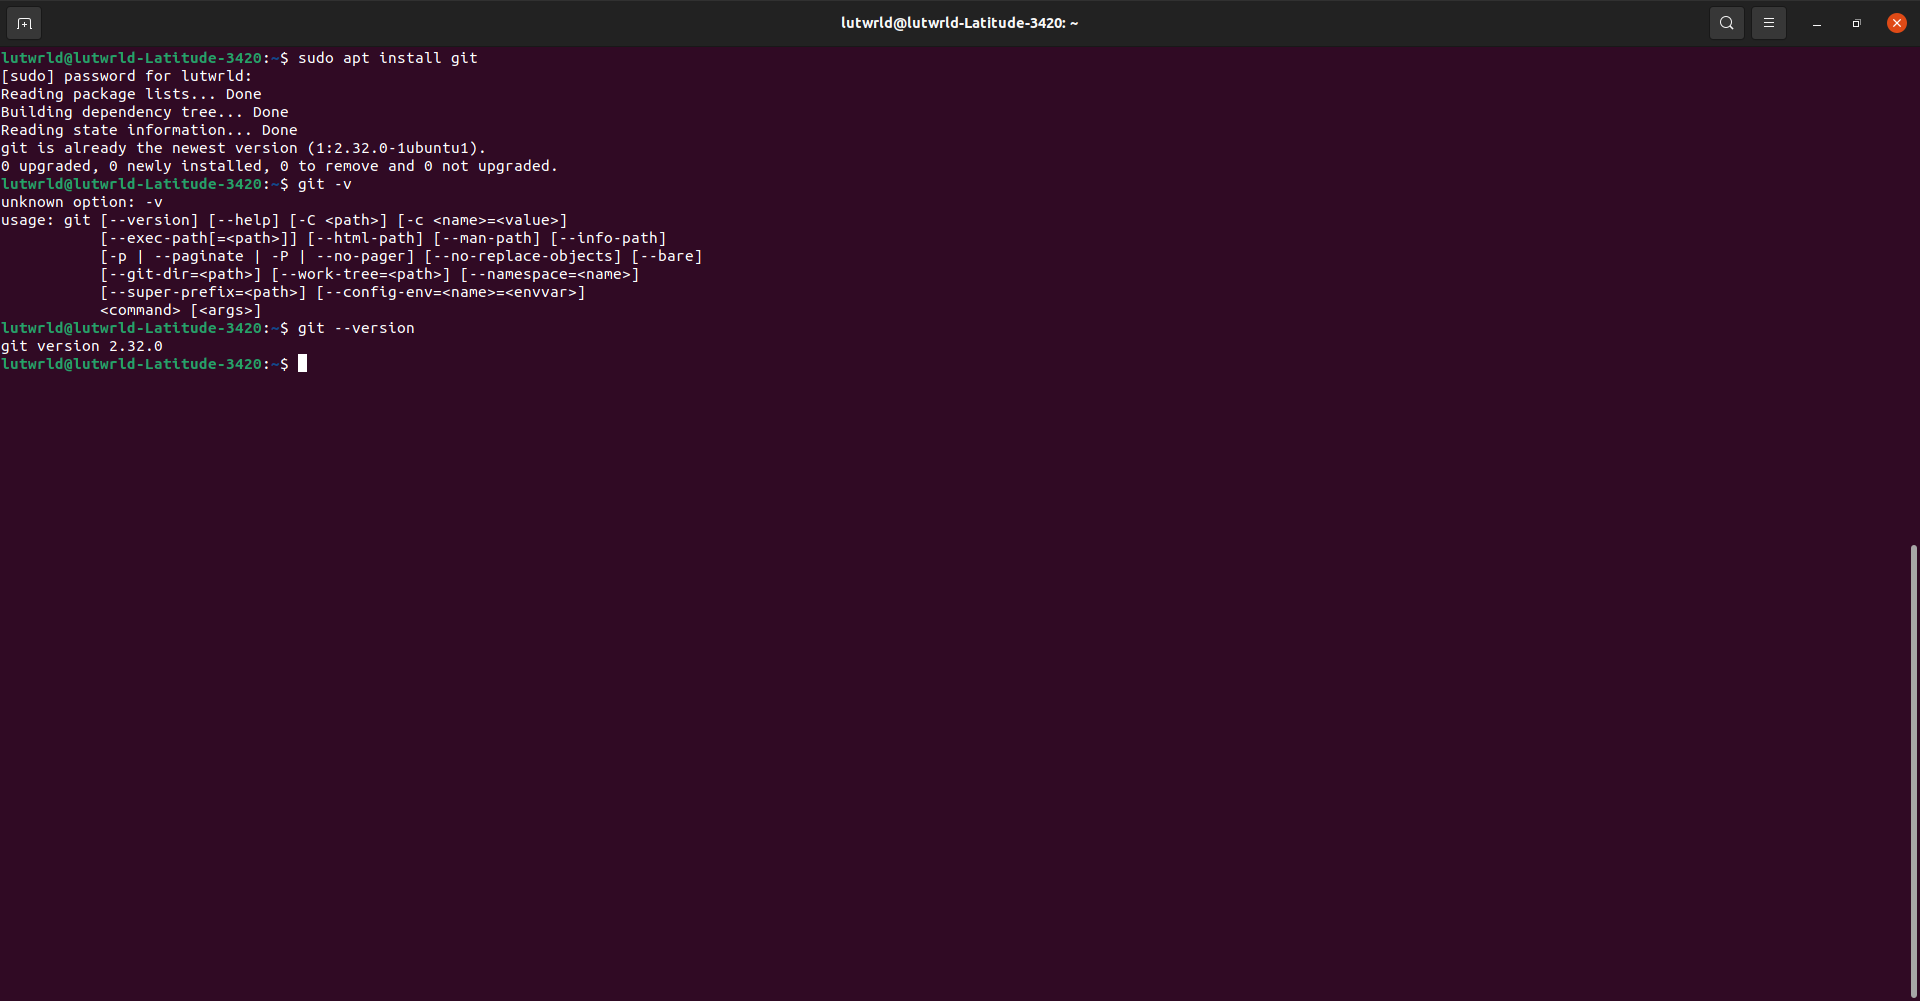 lutwrld@lutwrld-Latitude-3420: ~
lutwrld@lutwrld-Latitude-3420:~$ sudo apt install git
[sudo] password for lutwrld:
Reading package lists... Done
Building dependency tree... Done
Reading state information... Done
git is already the newest version (1:2.32.0-1ubuntu1).
0 upgraded, 0 newly installed, 0 to remove and 0 not upgraded.
lutwrld@lutwrld-Latitude-3420:~$ git -v
unknown option: -v
usage: git [--version] [--help] [-C <path>] [-c <name>=<value>]
           [--exec-path[=<path>]] [--html-path] [--man-path] [--info-path]
           [-p | --paginate | -P | --no-pager] [--no-replace-objects] [--bare]
           [--git-dir=<path>] [--work-tree=<path>] [--namespace=<name>]
           [--super-prefix=<path>] [--config-env=<name>=<envvar>]
           <command> [<args>]
lutwrld@lutwrld-Latitude-3420:~$ git --version
git version 2.32.0
lutwrld@lutwrld-Latitude-3420:~$